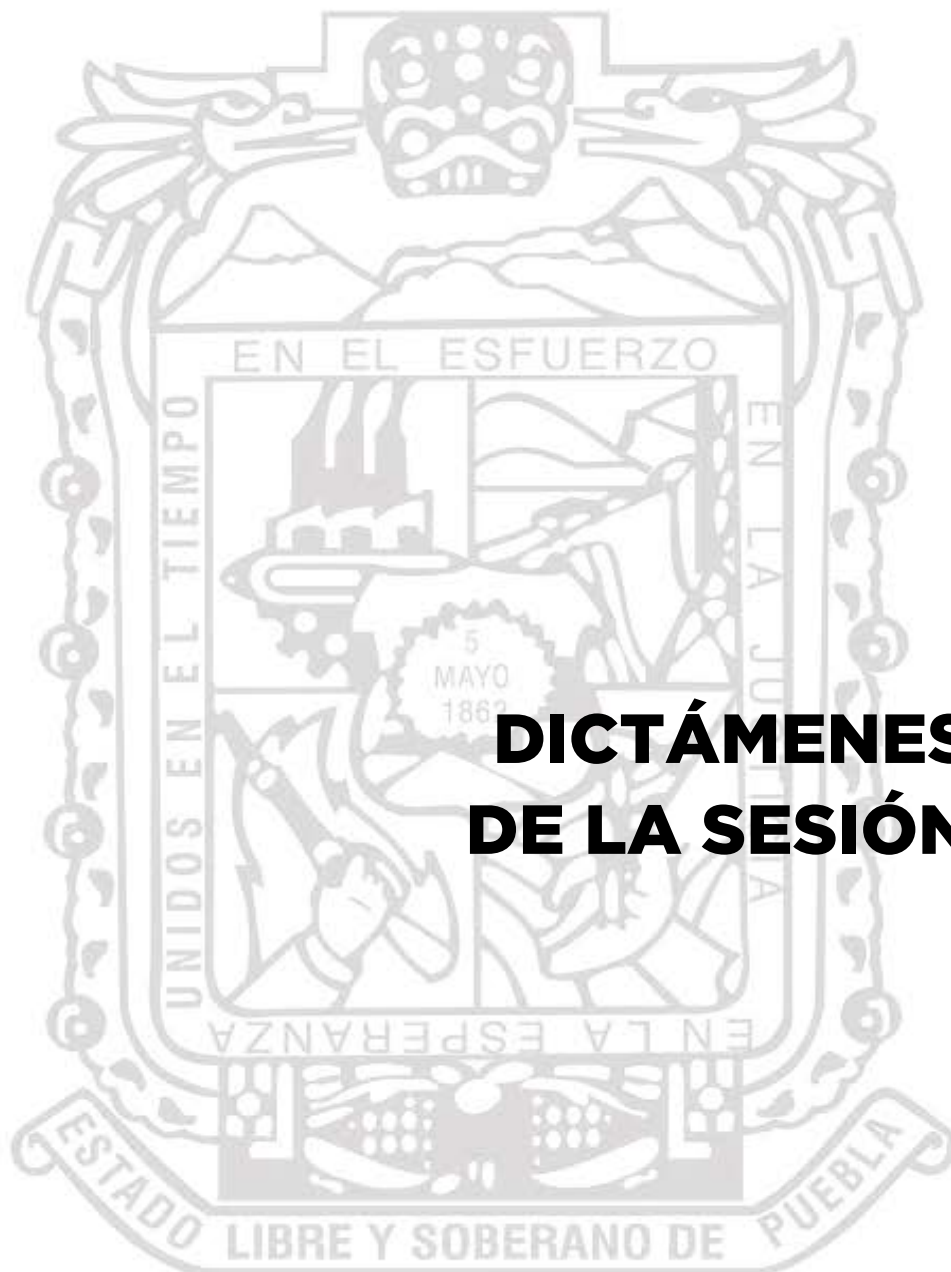 EN EL ESFUERZO
UNIDOS EN EL TIEMPO
EN LA
5
MAYO
186
DICTÁMENES
DE LA SESIÓN
EN LA ESPERANZA
ESTADO LIBRE Y SOBERANO DE PUEBLA